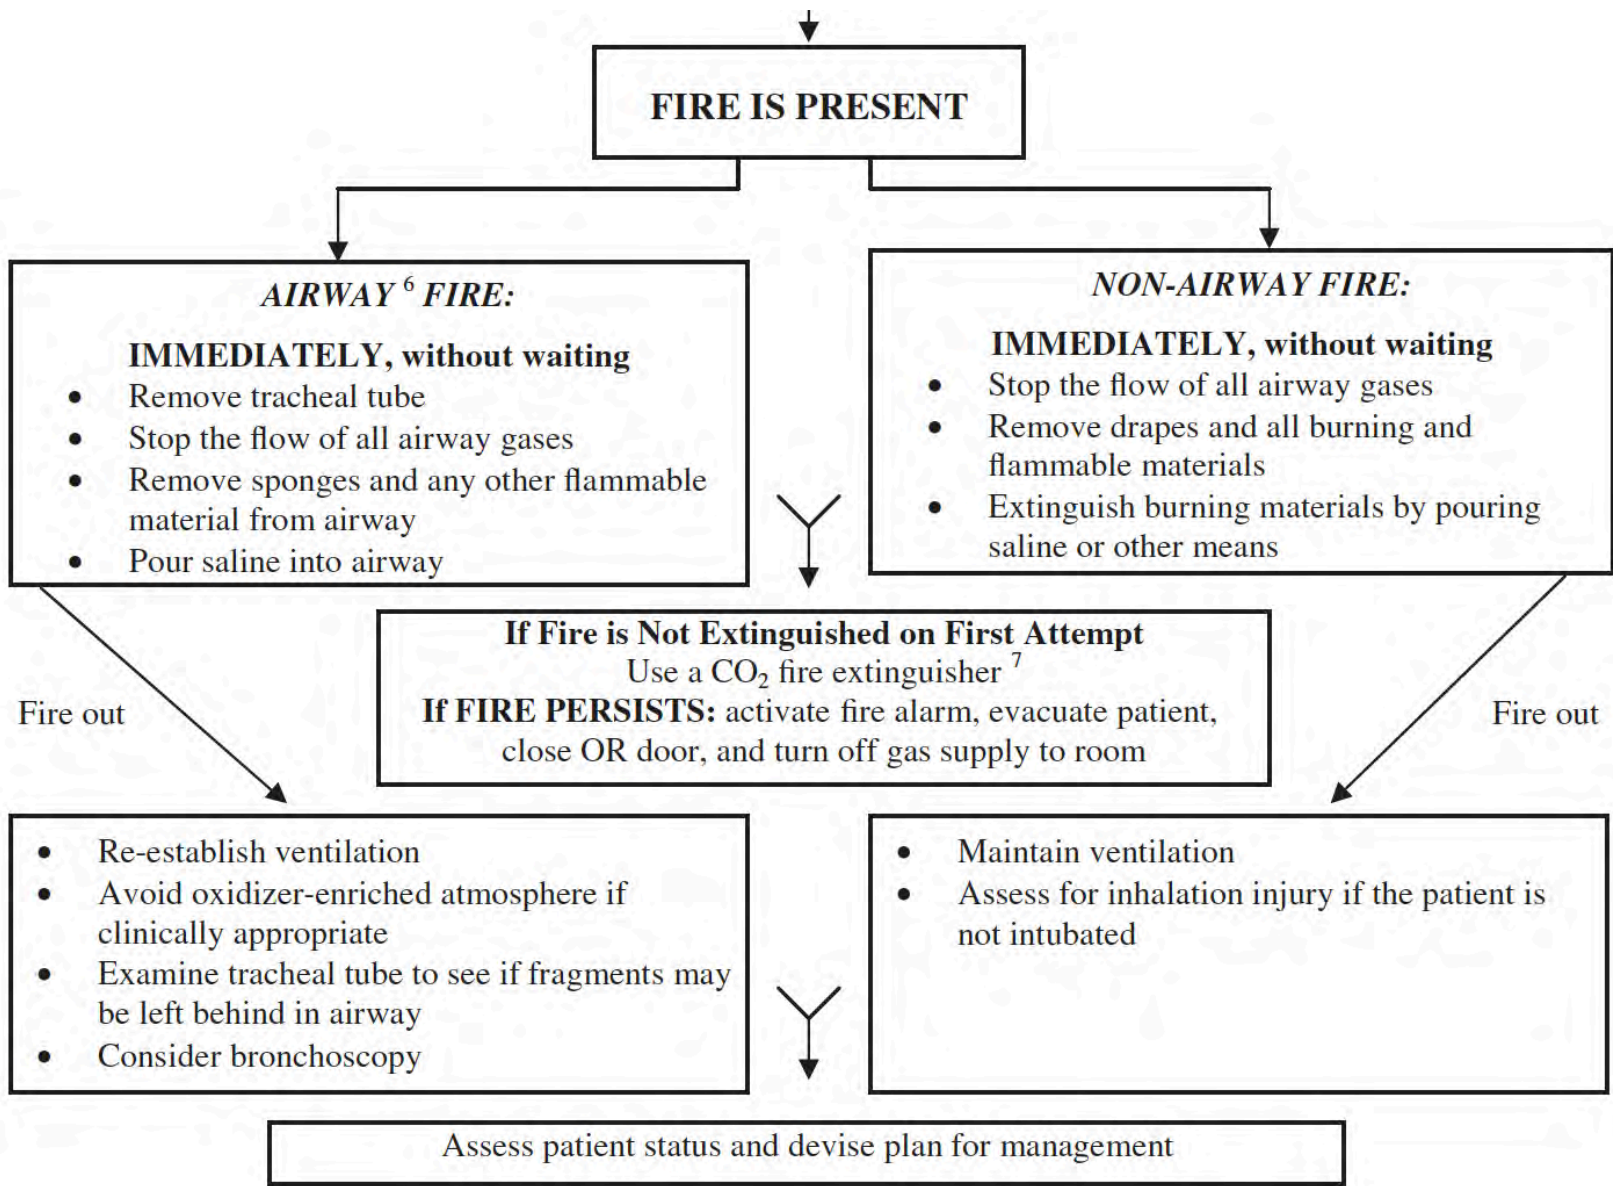 FIRE IS PRESENT
AIRWAY ⁶ FIRE:
IMMEDIATELY, without waiting
• Remove tracheal tube
• Stop the flow of all airway gases
• Remove sponges and any other flammable
material from airway
• Pour saline into airway
NON-AIRWAY FIRE:
IMMEDIATELY, without waiting
• Stop the flow of all airway gases
• Remove drapes and all burning and
flammable materials
• Extinguish burning materials by pouring
saline or other means
If Fire is Not Extinguished on First Attempt
Use a CO₂ fire extinguisher ⁷
If FIRE PERSISTS: activate fire alarm, evacuate patient,
close OR door, and turn off gas supply to room
Fire out
Fire out
• Re-establish ventilation
• Avoid oxidizer-enriched atmosphere if
clinically appropriate
• Examine tracheal tube to see if fragments may
be left behind in airway
• Consider bronchoscopy
• Maintain ventilation
• Assess for inhalation injury if the patient is
not intubated
Assess patient status and devise plan for management